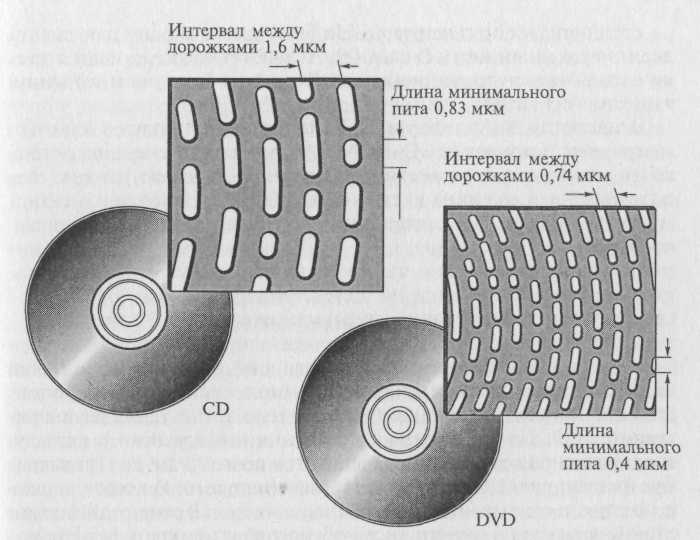 Интервал между
дорожками 1,6 мкм
Длина минимального
пита 0,83 мкм
Интервал между
дорожками 0,74 мкм
CD
Длина
минимального
пита 0,4 мкм
DVD